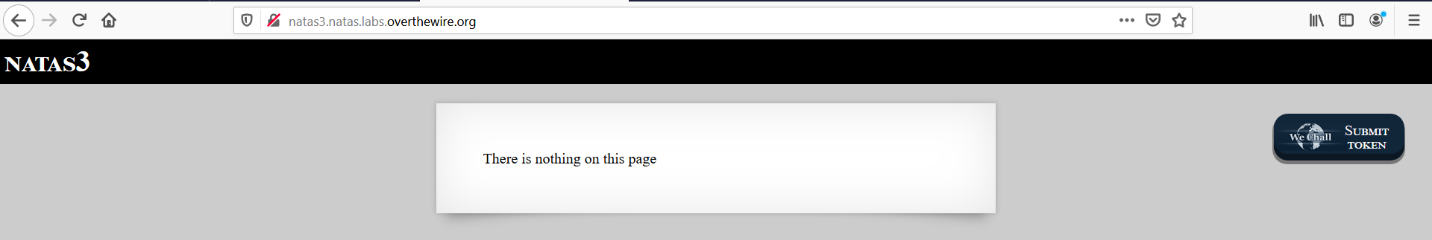 natas3.natas.labs.overthewire.org
NATAS3
There is nothing on this page
We Chall
SUBMIT
TOKEN